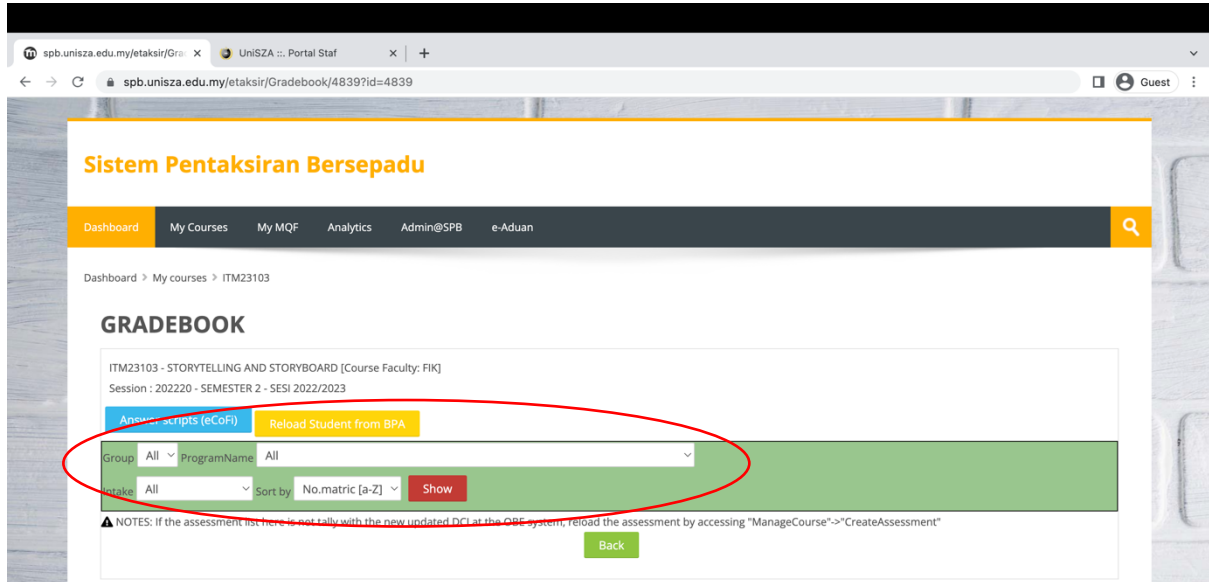 spb.unisza.edu.my/etaksir/Gra
UniSZA ::. Portal Staf
spb.unisza.edu.my/etaksir/Gradebook/4839?id=4839
Guest
Sistem Pentaksiran Bersepadu
Dashboard My Courses My MQF Analytics Admin@SPB e-Aduan
Dashboard > My courses > ITM23103
GRADEBOOK
ITM23103 - STORYTELLING AND STORYBOARD [Course Faculty: FIK]
Session : 202220 - SEMESTER 2 - SESI 2022/2023
Answer scripts (eCoFi) Reload Student from BPA
Group All ProgramName All
Intake All Sort by No.matric [a-Z] Show
NOTES: If the assessment list here is not tally with the new updated DCI at the OBE system, reload the assessment by accessing "ManageCourse"->"CreateAssessment"
Back